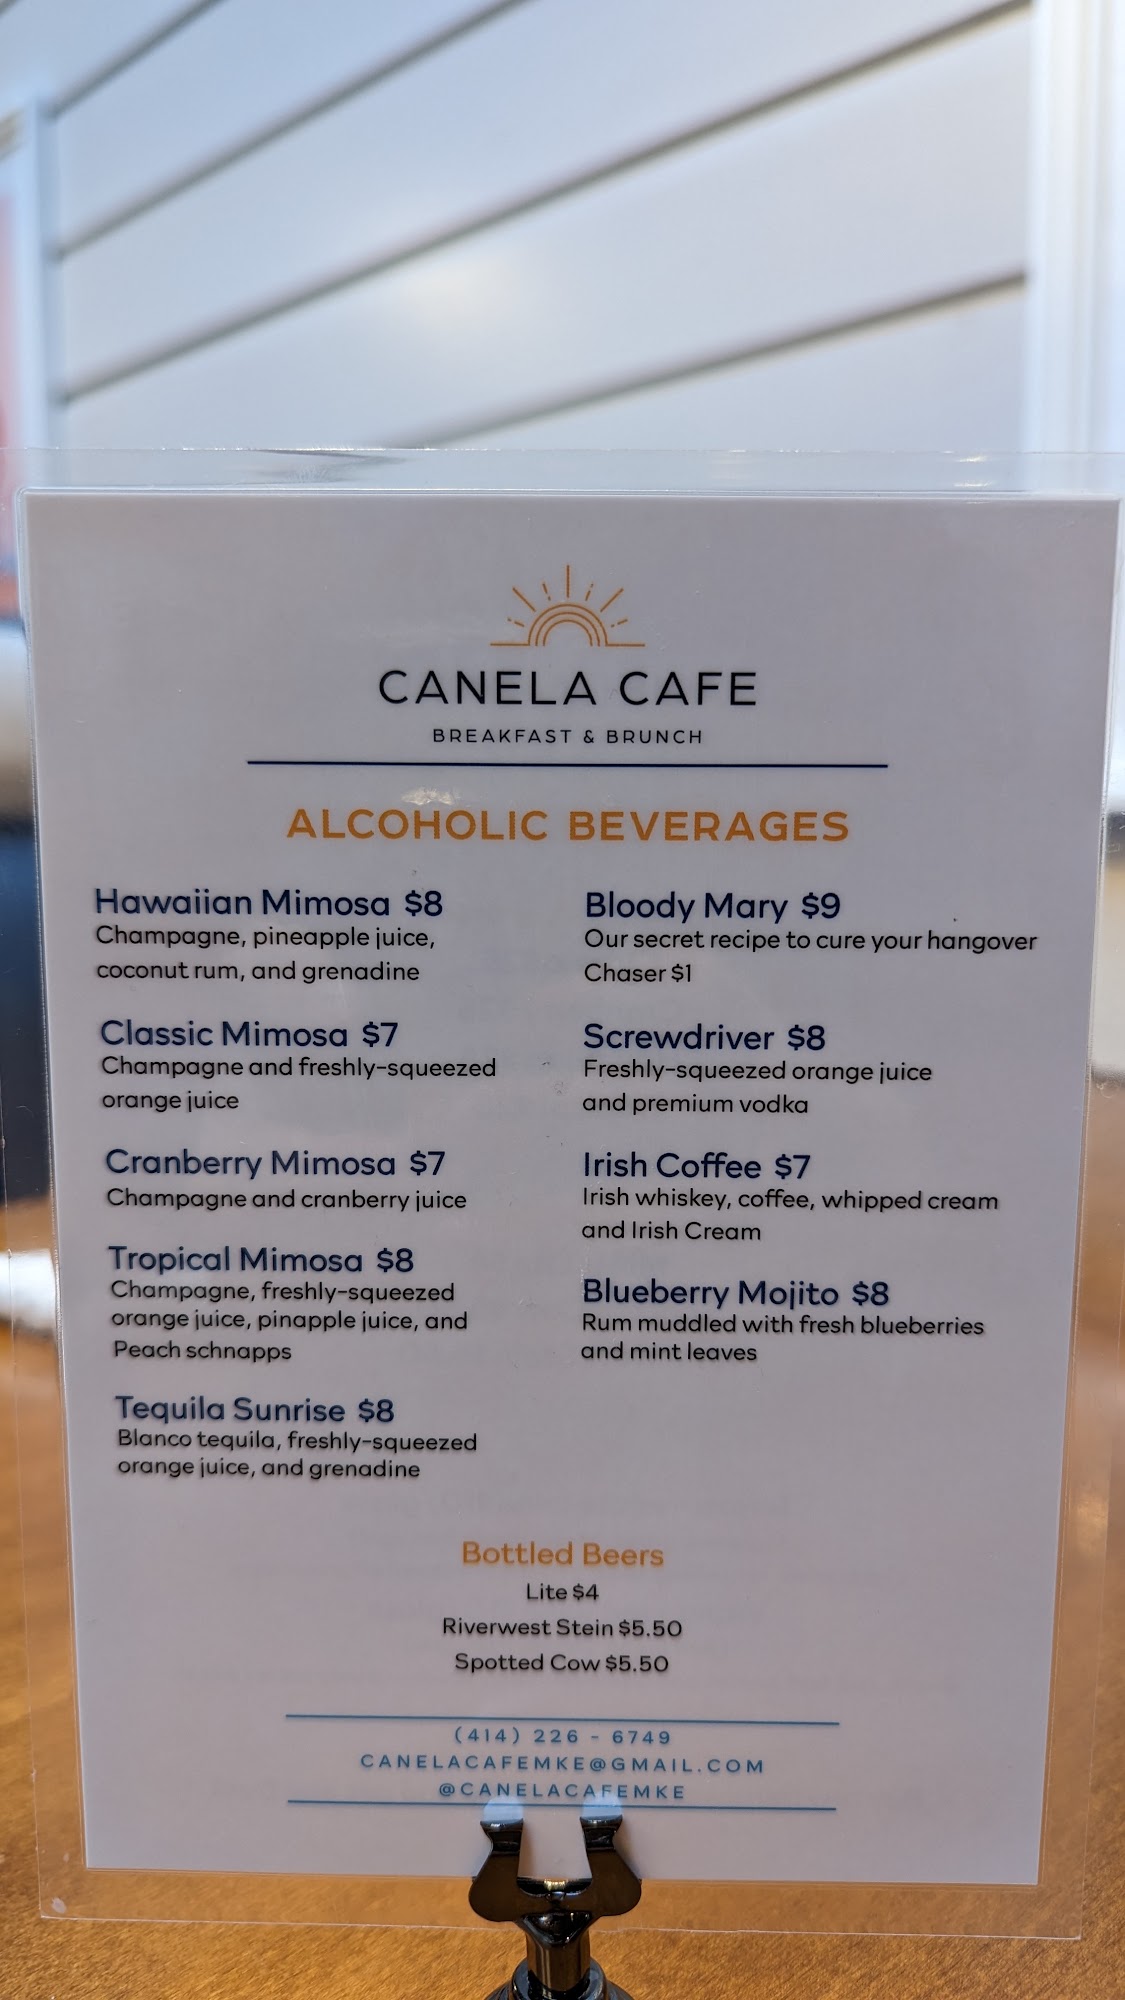 CANELA CAFE
BREAKFAST & BRUNCH
ALCOHOLIC BEVERAGES
Hawaiian Mimosa $8
Champagne, pineapple juice,
coconut rum, and grenadine
Classic Mimosa $7
Champagne and freshly-squeezed
orange juice
Cranberry Mimosa $7
Champagne and cranberry juice
Tropical Mimosa $8
Champagne, freshly-squeezed
orange juice, pinapple juice, and
Peach schnapps
Tequila Sunrise $8
Blanco tequila, freshly-squeezed
orange juice, and grenadine
Bloody Mary $9
Our secret recipe to cure your hangover
Chaser $1
Screwdriver $8
Freshly-squeezed orange juice
and premium vodka
Irish Coffee $7
Irish whiskey, coffee, whipped cream
and Irish Cream
Blueberry Mojito $8
Rum muddled with fresh blueberries
and mint leaves
Bottled Beers
Lite $4
Riverwest Stein $5.50
Spotted Cow $5.50
(414) 226 - 6749
CANELACAFEMKE@GMAIL.COM
@CANELACAFEMKE